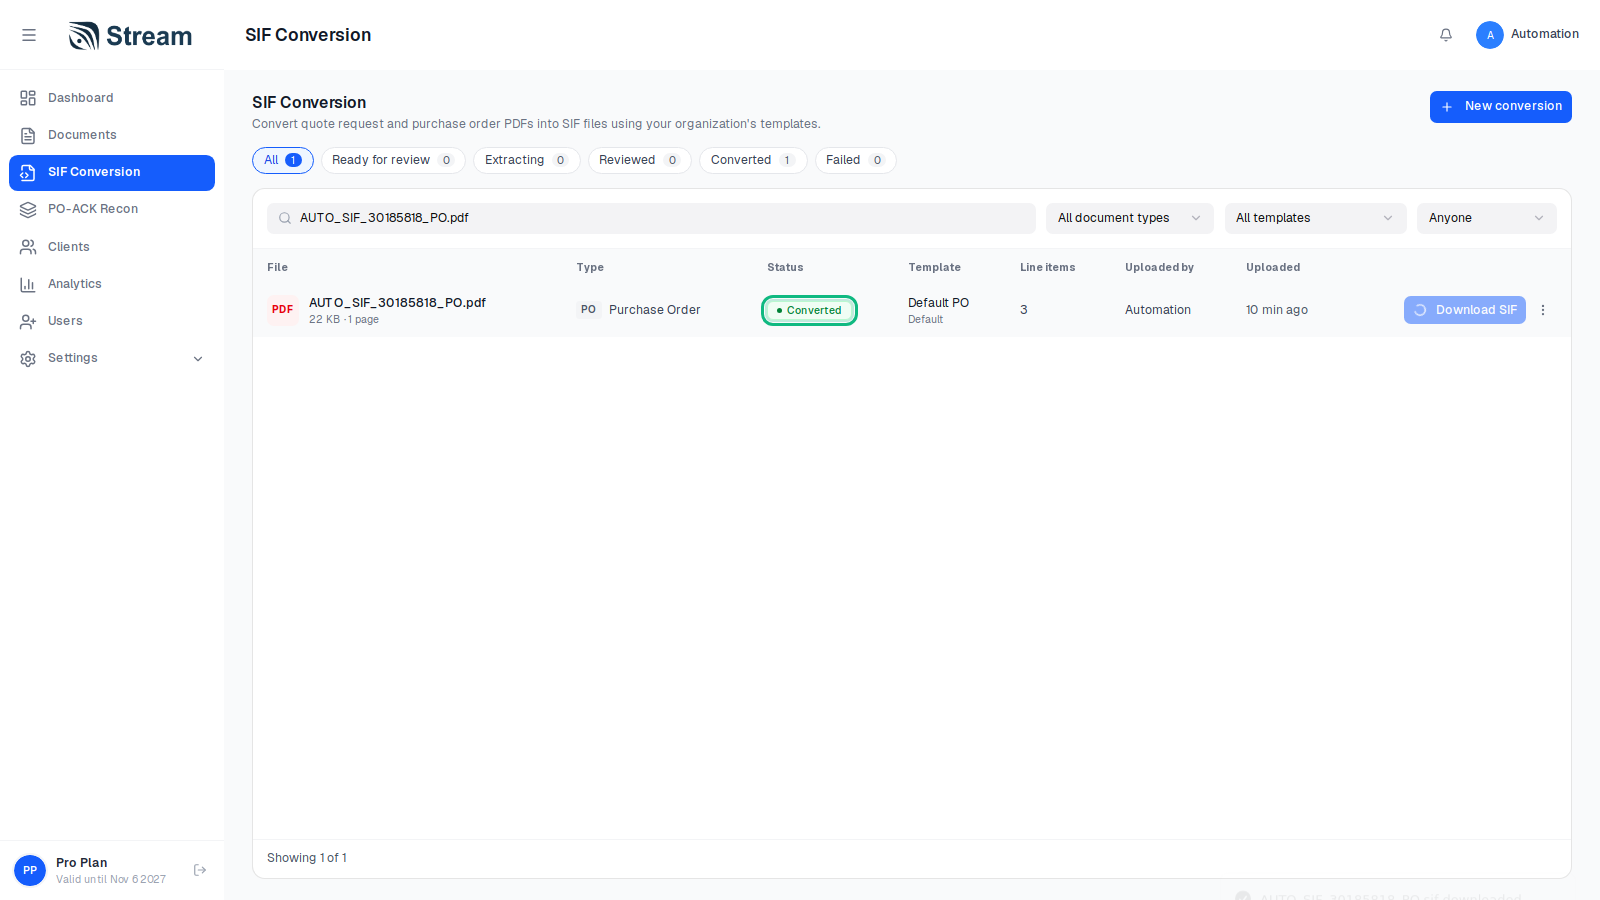 Stream
SIF Conversion
A
Automation
Dashboard
Documents
SIF Conversion
PO-ACK Recon
Clients
Analytics
Users
Settings
SIF Conversion
Convert quote request and purchase order PDFs into SIF files using your organization's templates.
New conversion
All 1
Ready for review 0
Extracting 0
Reviewed 0
Converted 1
Failed 0
AUTO_SIF_30185818_PO.pdf
All document types
All templates
Anyone
File Type Status Template Line items Uploaded by Uploaded
PDF
AUTO_SIF_30185818_PO.pdf
22 KB · 1 page
PO Purchase Order
Converted
Default PO
Default
3
Automation
10 min ago
Download SIF
Showing 1 of 1
PP
Pro Plan
Valid until Nov 6 2027
AUTO_SIF_30185818_PO.sif downloaded